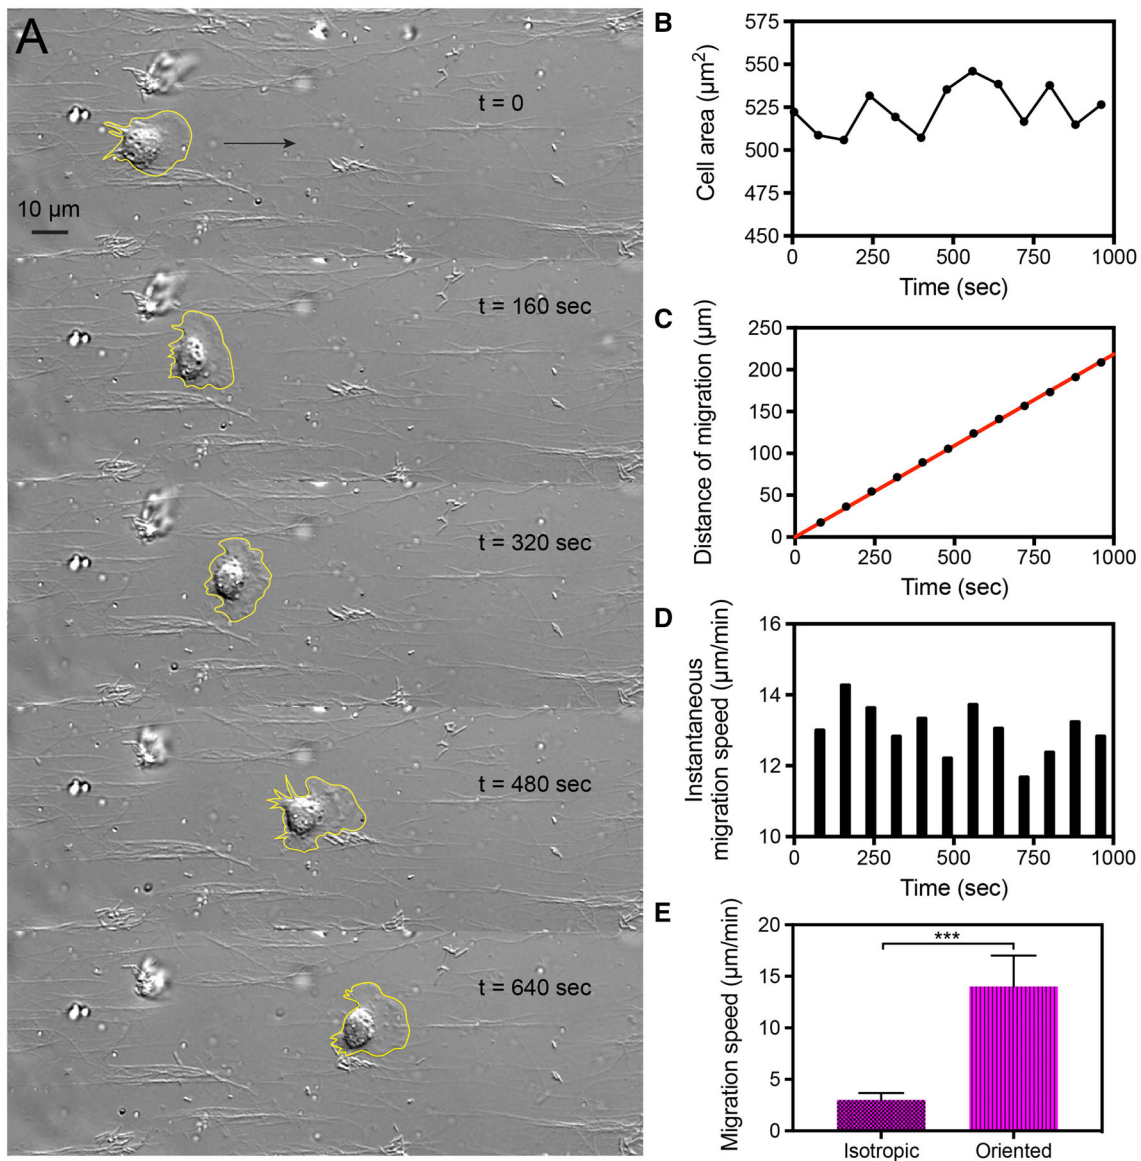 A
t = 0
10 µm
t = 160 sec
t = 320 sec
t = 480 sec
t = 640 sec
B
Cell area (µm²)
575
550
525
500
475
450
0 250 500 750 1000
Time (sec)
C
Distance of migration (µm)
250
200
150
100
50
0
0 250 500 750 1000
Time (sec)
D
Instantaneous
migration speed (µm/min)
16
14
12
10
0 250 500 750 1000
Time (sec)
E
Migration speed (µm/min)
20
15
10
5
0
***
Isotropic Oriented